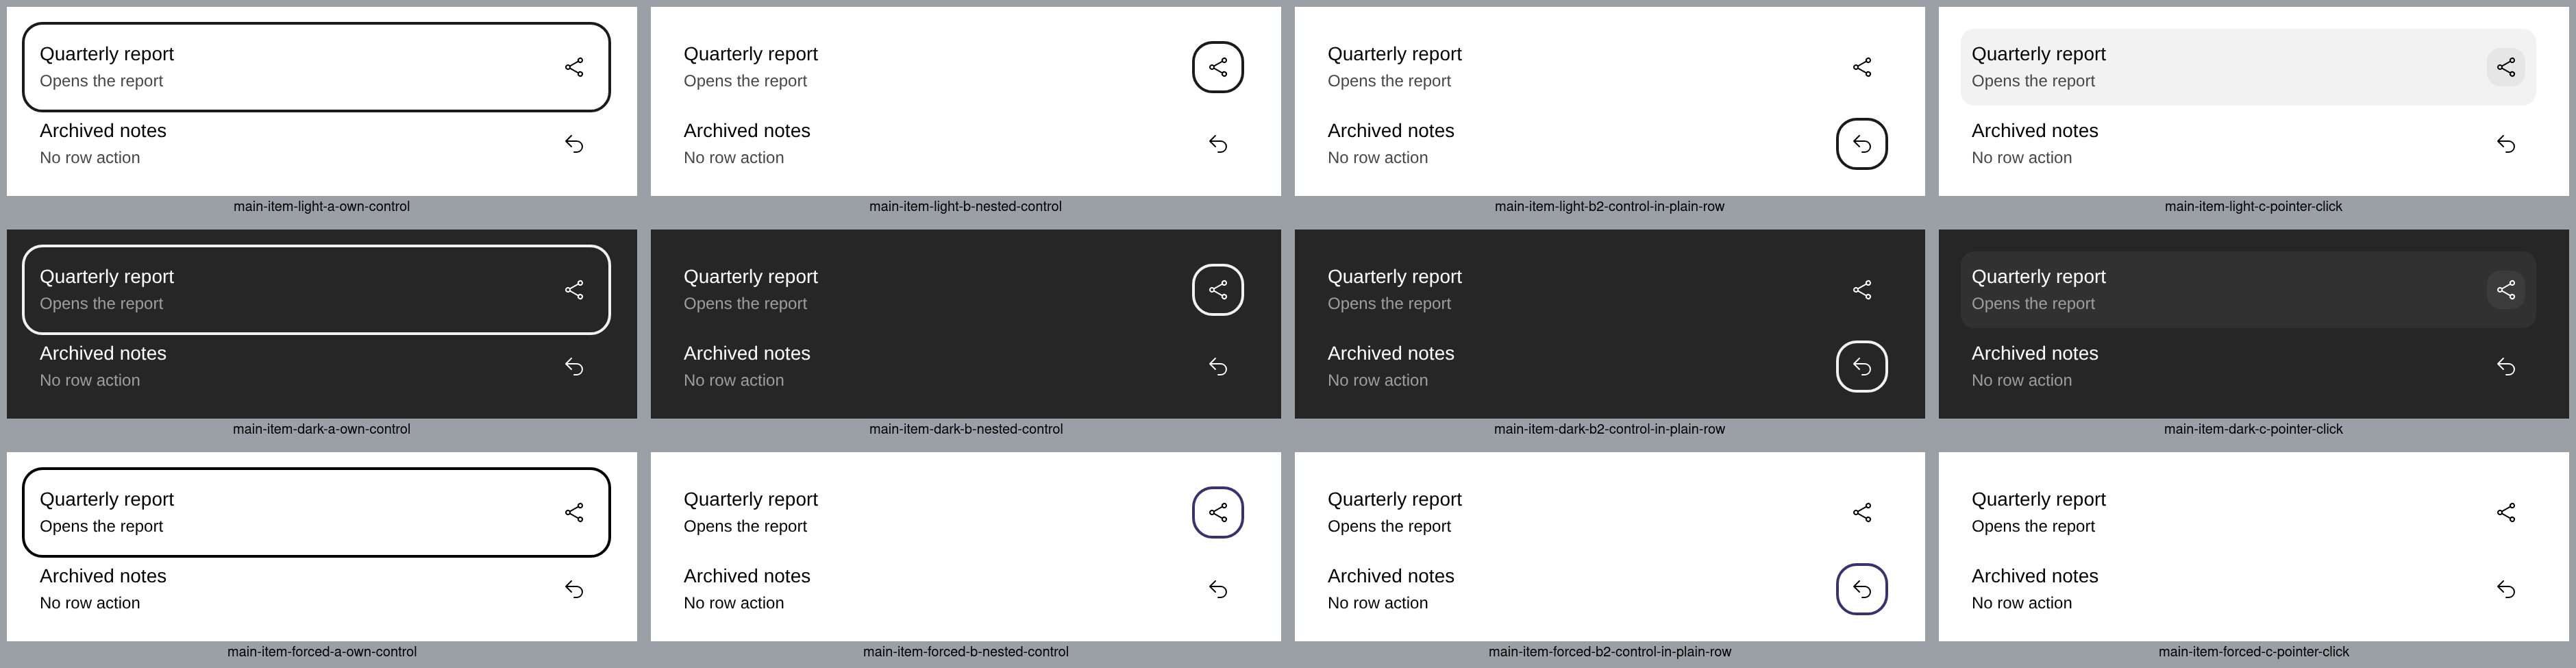 Quarterly report
Opens the report
Archived notes
No row action
main-item-light-a-own-control
Quarterly report
Opens the report
Archived notes
No row action
main-item-light-b-nested-control
Quarterly report
Opens the report
Archived notes
No row action
main-item-light-b2-control-in-plain-row
Quarterly report
Opens the report
Archived notes
No row action
main-item-light-c-pointer-click
Quarterly report
Opens the report
Archived notes
No row action
main-item-dark-a-own-control
Quarterly report
Opens the report
Archived notes
No row action
main-item-dark-b-nested-control
Quarterly report
Opens the report
Archived notes
No row action
main-item-dark-b2-control-in-plain-row
Quarterly report
Opens the report
Archived notes
No row action
main-item-dark-c-pointer-click
Quarterly report
Opens the report
Archived notes
No row action
main-item-forced-a-own-control
Quarterly report
Opens the report
Archived notes
No row action
main-item-forced-b-nested-control
Quarterly report
Opens the report
Archived notes
No row action
main-item-forced-b2-control-in-plain-row
Quarterly report
Opens the report
Archived notes
No row action
main-item-forced-c-pointer-click